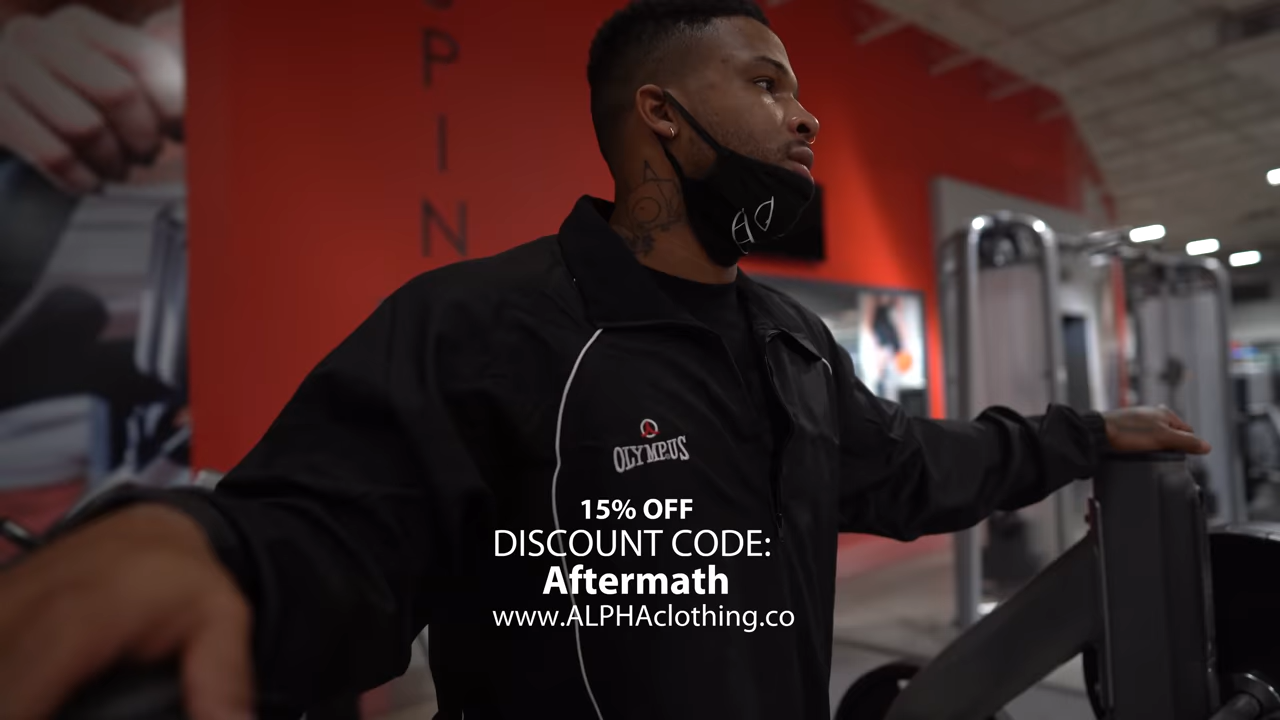 PIN
OLYMPUS
15% OFF
DISCOUNT CODE:
Aftermath
www.ALPHAclothing.co